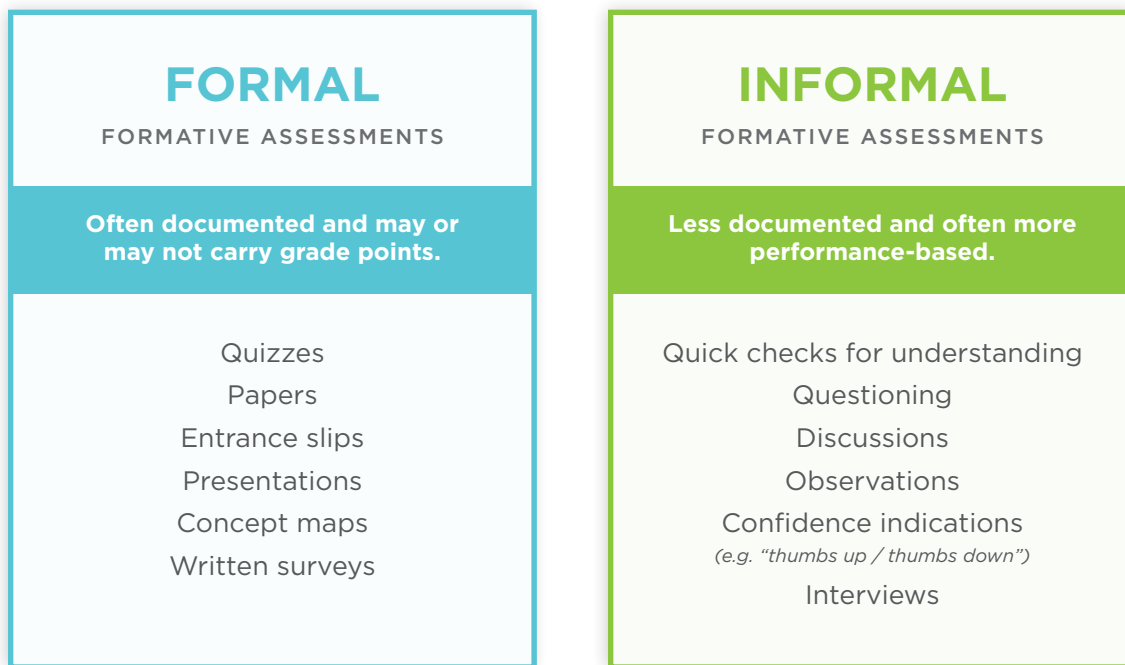 FORMAL
FORMATIVE ASSESSMENTS
Often documented and may or
may not carry grade points.
Quizzes
Papers
Entrance slips
Presentations
Concept maps
Written surveys
INFORMAL
FORMATIVE ASSESSMENTS
Less documented and often more
performance-based.
Quick checks for understanding
Questioning
Discussions
Observations
Confidence indications
(e.g. “thumbs up / thumbs down”)
Interviews